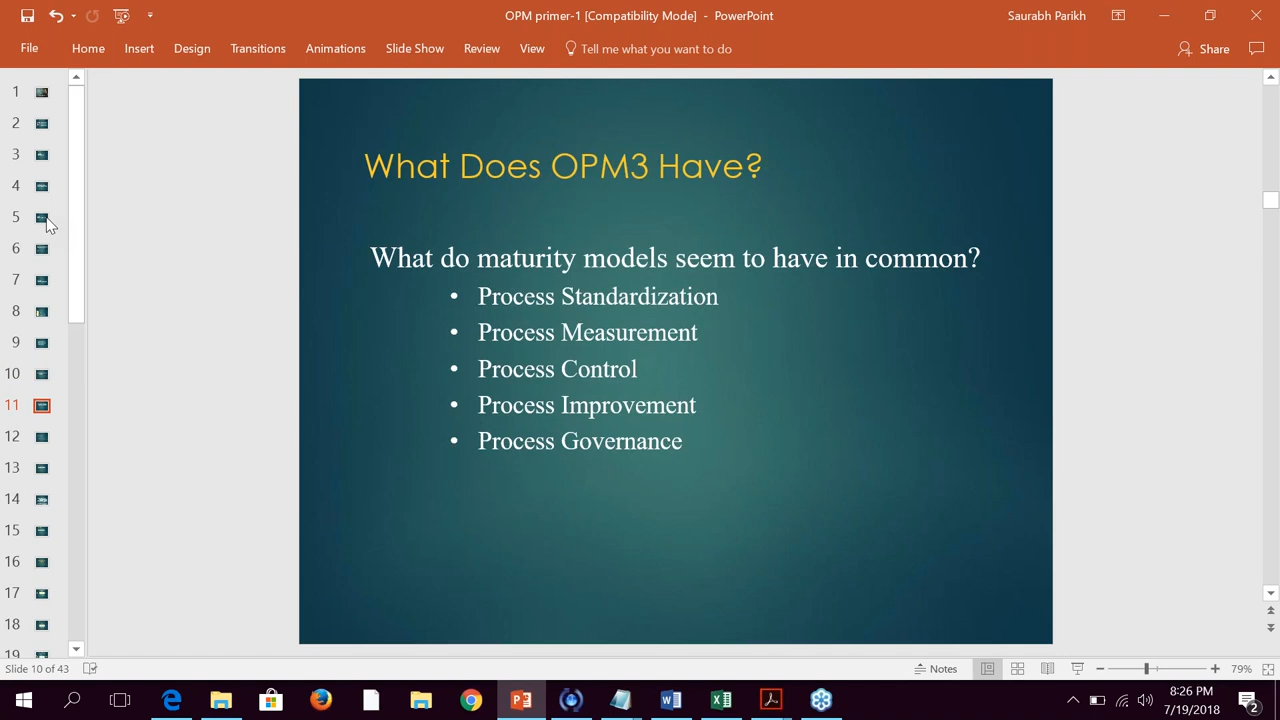 OPM primer-1 [Compatibility Mode] - PowerPoint
Saurabh Parikh
File Home Insert Design Transitions Animations Slide Show Review View Tell me what you want to do
Share
1
2
3
4
5
6
7
9
10
11
12
13
14
15
16
17
18
19
What Does OPM3 Have?
What do maturity models seem to have in common?
• Process Standardization
• Process Measurement
• Process Control
• Process Improvement
• Process Governance
Slide 10 of 43
Notes
79%
8:26 PM
7/19/2018
2